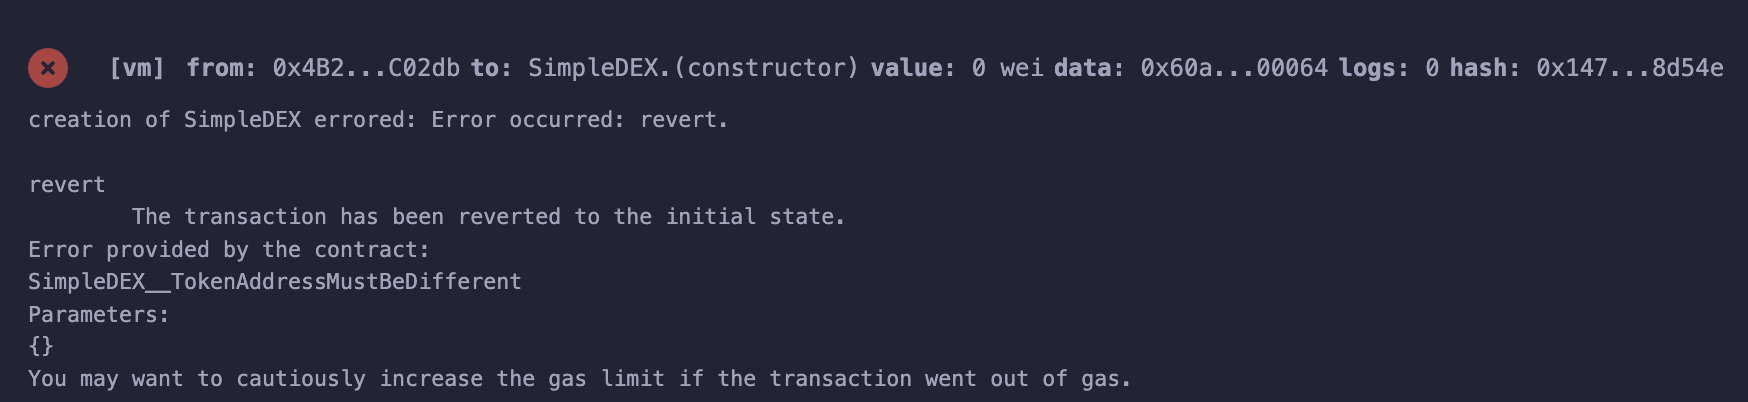 [vm] from: 0x4B2...C02db to: SimpleDEX.(constructor) value: 0 wei data: 0x60a...00064 logs: 0 hash: 0x147...8d54e
creation of SimpleDEX errored: Error occurred: revert.
revert
The transaction has been reverted to the initial state.
Error provided by the contract:
SimpleDEX__TokenAddressMustBeDifferent
Parameters:
{}
You may want to cautiously increase the gas limit if the transaction went out of gas.